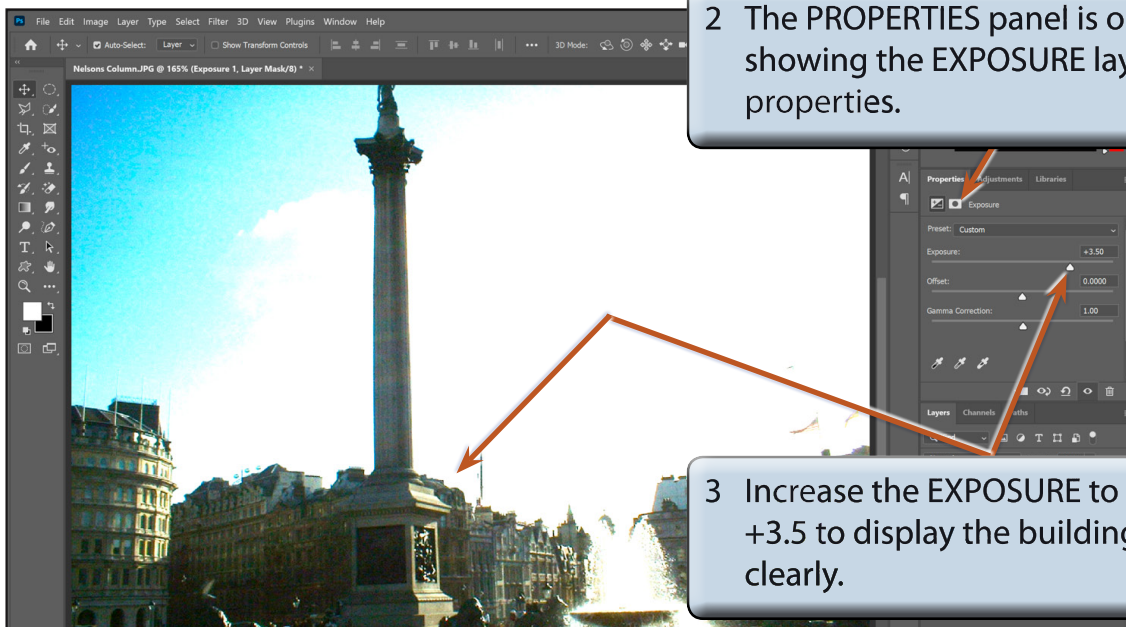 Ps File Edit Image Layer Type Select Filter 3D View Plugins Window Help
Auto-Select: Layer Show Transform Controls 3D Mode:
Nelsons Column.JPG @ 165% (Exposure 1, Layer Mask/8) * ×
2 The PROPERTIES panel is o
showing the EXPOSURE lay
properties.
Properties Adjustments Libraries
Exposure
Preset: Custom
Exposure: +3.50
Offset: 0.0000
Gamma Correction: 1.00
Layers Channels Paths
3 Increase the EXPOSURE to
+3.5 to display the building
clearly.